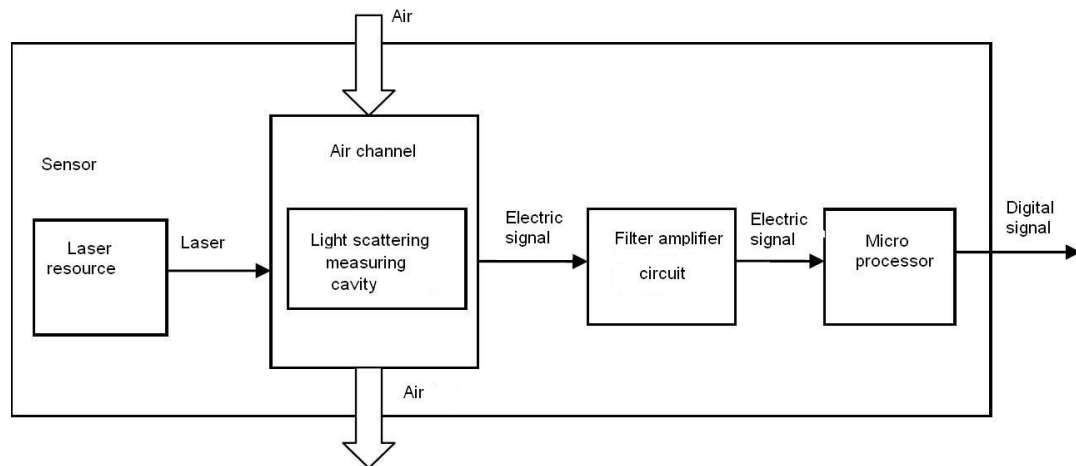 Air
Air channel
Sensor
Laser
resource
Laser
Light scattering
measuring
cavity
Electric
signal
Filter amplifier
circuit
Electric
signal
Micro
processor
Digital
signal
Air